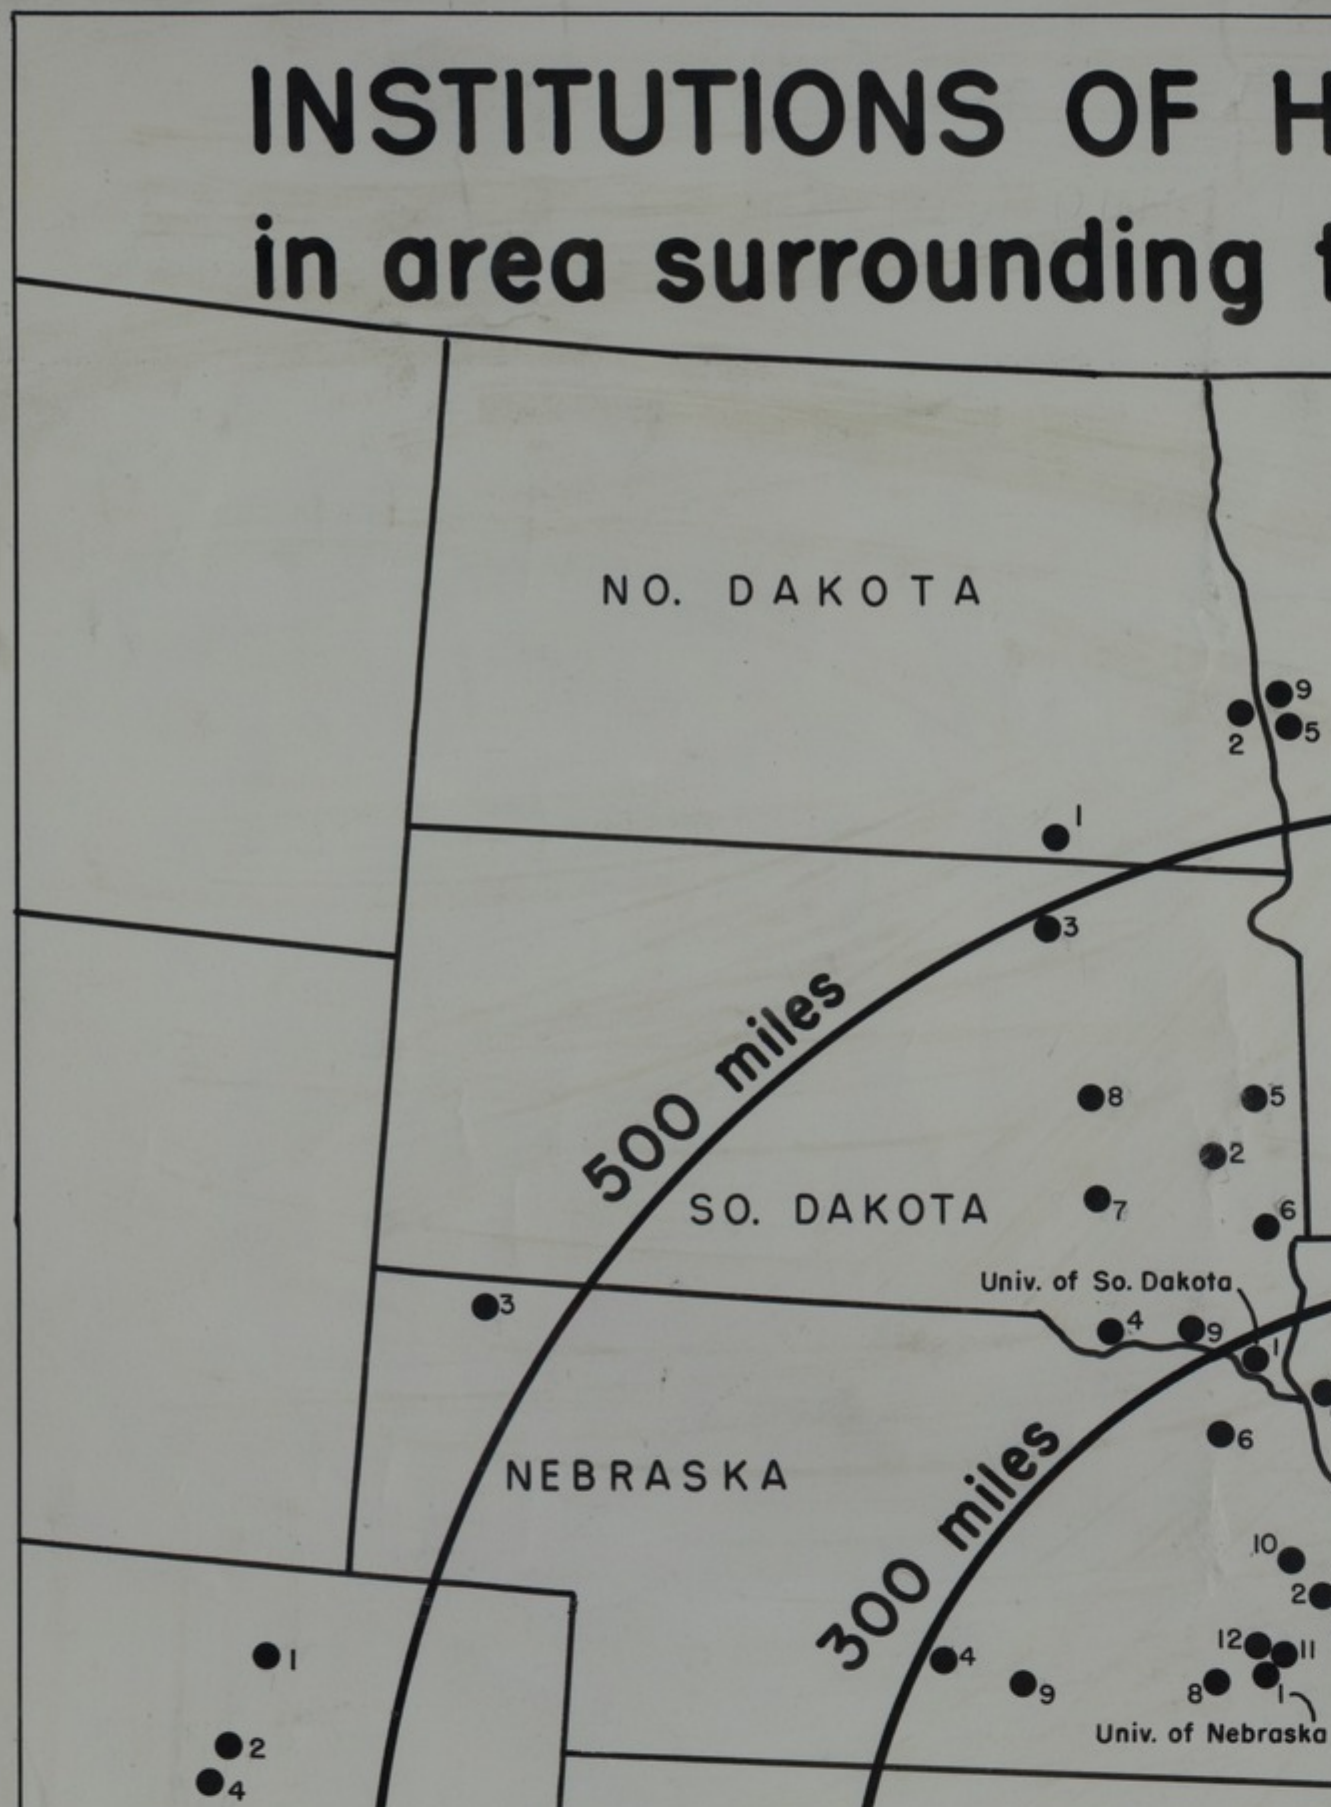 INSTITUTIONS OF H
in area surrounding t
NO. DAKOTA
9
2
5
1
3
500 miles
8
5
2
7
SO. DAKOTA
6
Univ. of So. Dakota
3
4
9
1
6
NEBRASKA
300 miles
10
2
12
11
4
9
8
1
Univ. of Nebraska
1
2
4